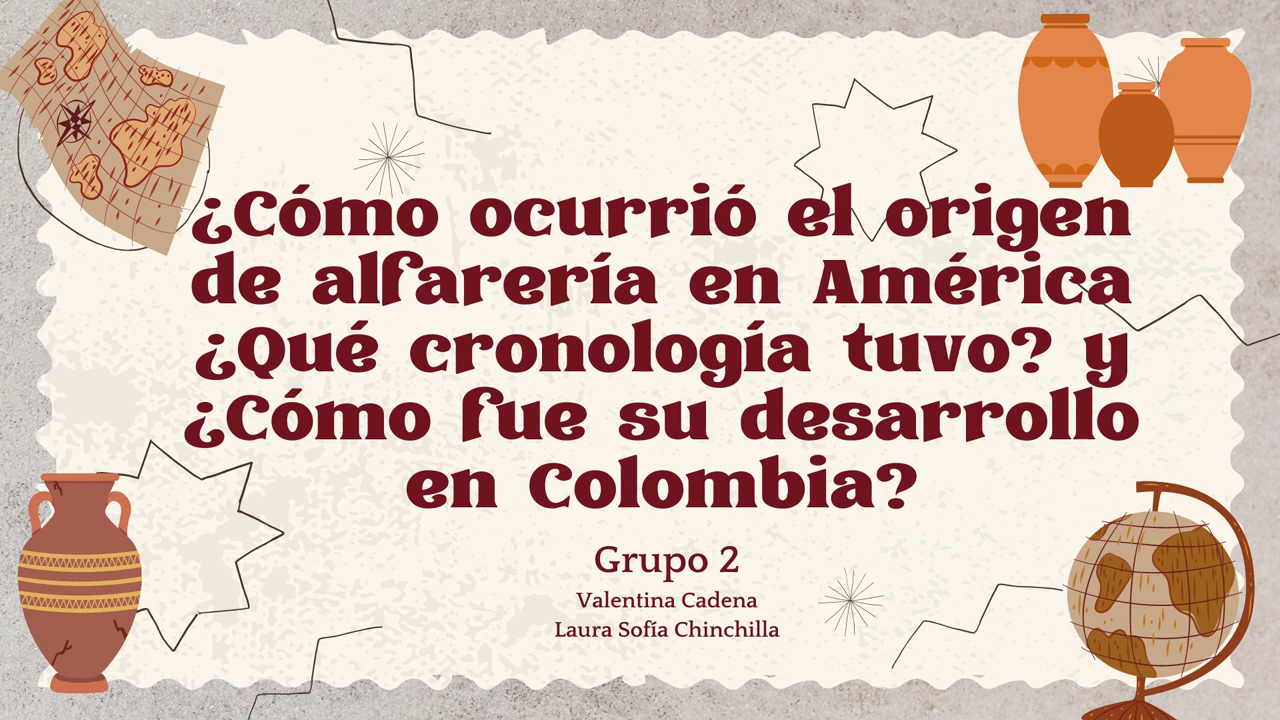 ¿Cómo ocurrió el origen
de alfarería en América
¿Qué cronología tuvo? y
¿Cómo fue su desarrollo
en Colombia?
Grupo 2
Valentina Cadena
Laura Sofía Chinchilla